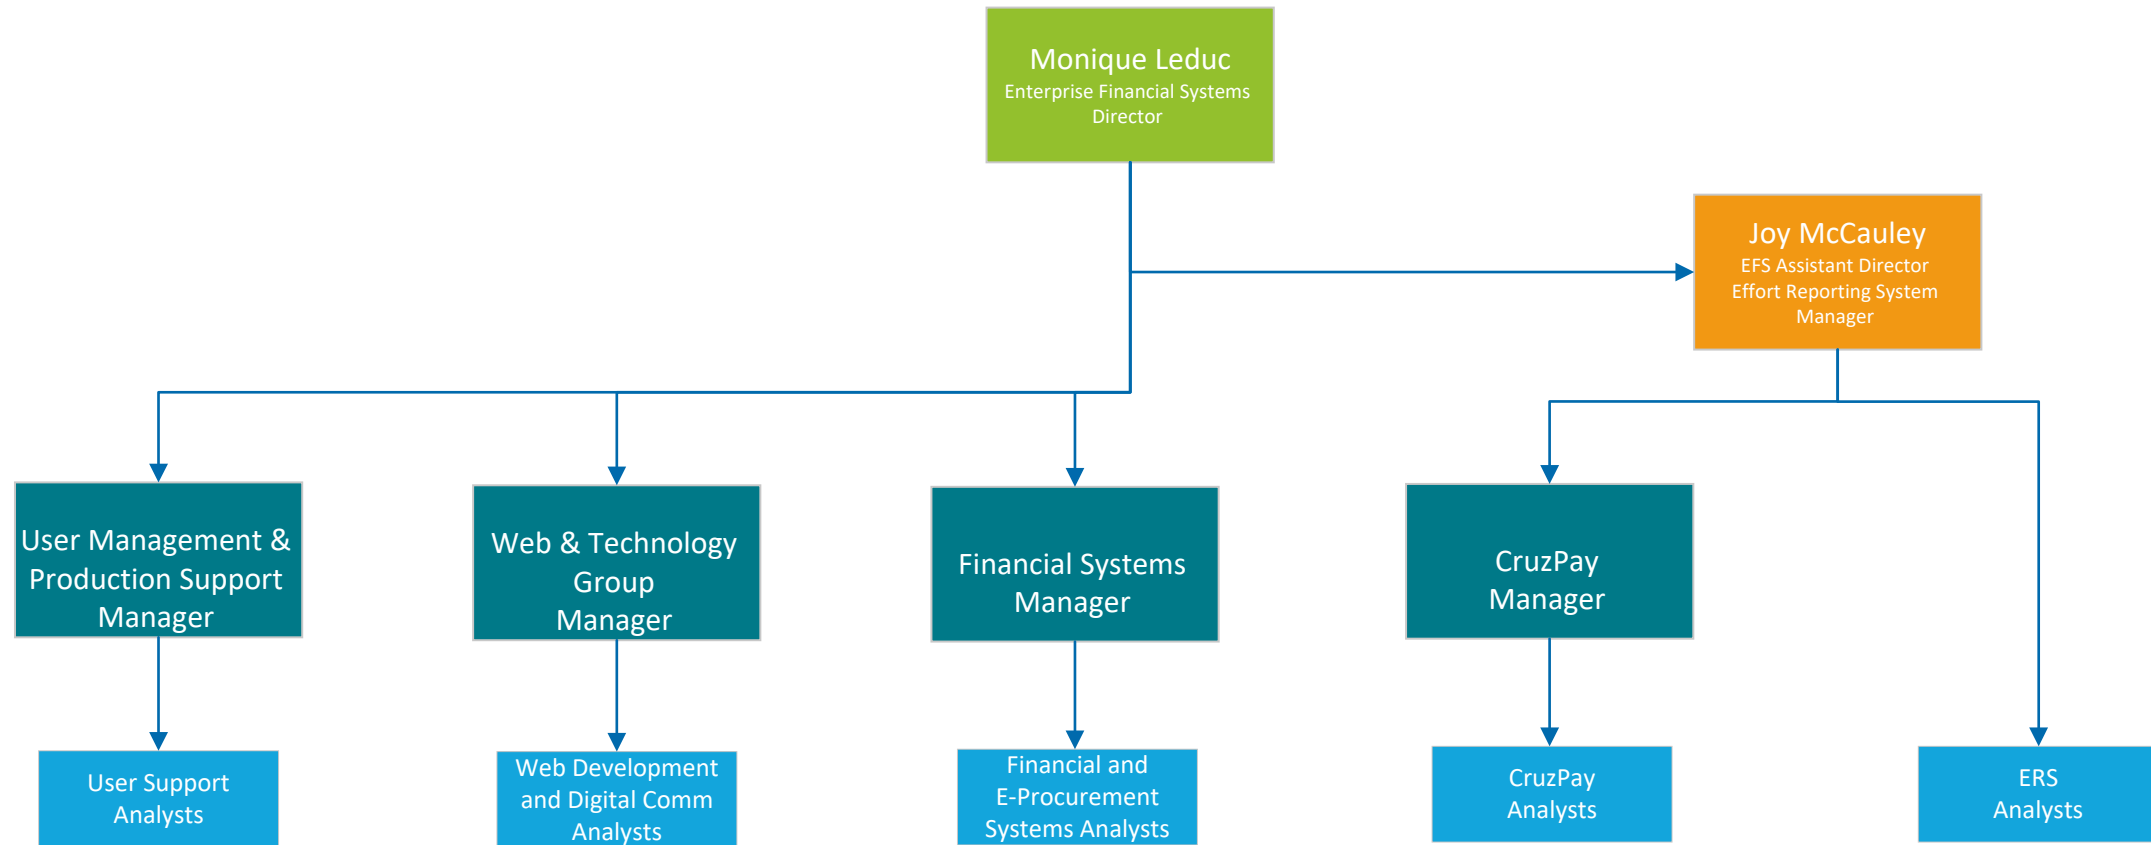 Monique Leduc
Enterprise Financial Systems
Director
Joy McCauley
EFS Assistant Director
Effort Reporting System
Manager
User Management &
Production Support
Manager
Web & Technology
Group
Manager
Financial Systems
Manager
CruzPay
Manager
User Support
Analysts
Web Development
and Digital Comm
Analysts
Financial and
E-Procurement
Systems Analysts
CruzPay
Analysts
ERS
Analysts